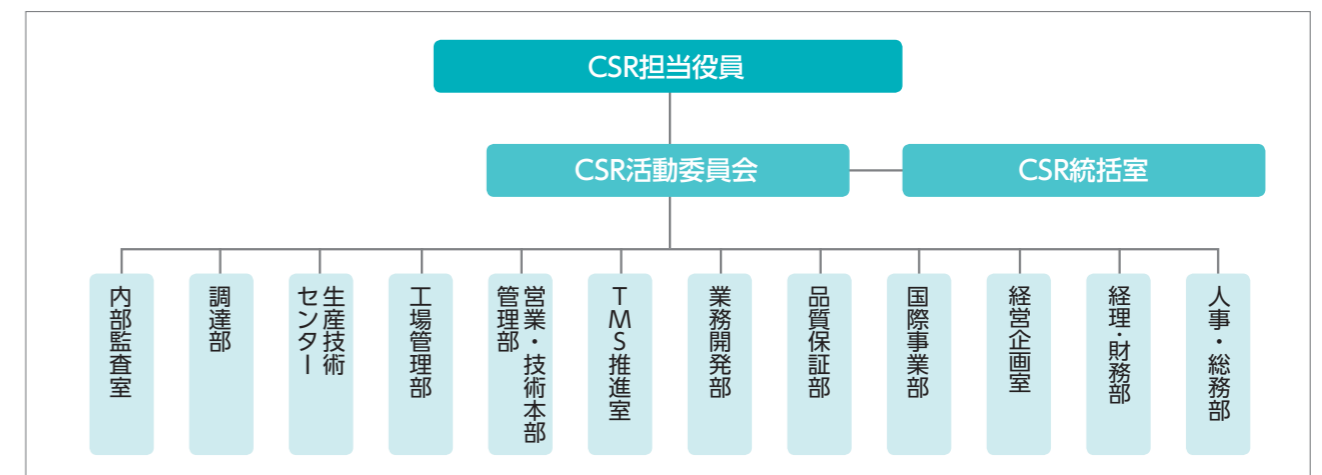 CSR担当役員
CSR活動委員会
CSR統括室
内部監査室
調達部
生産技術
センター
工場管理部
営業・技術本部
管理部
TMS推進室
業務開発部
品質保証部
国際事業部
経営企画室
経理・財務部
人事・総務部